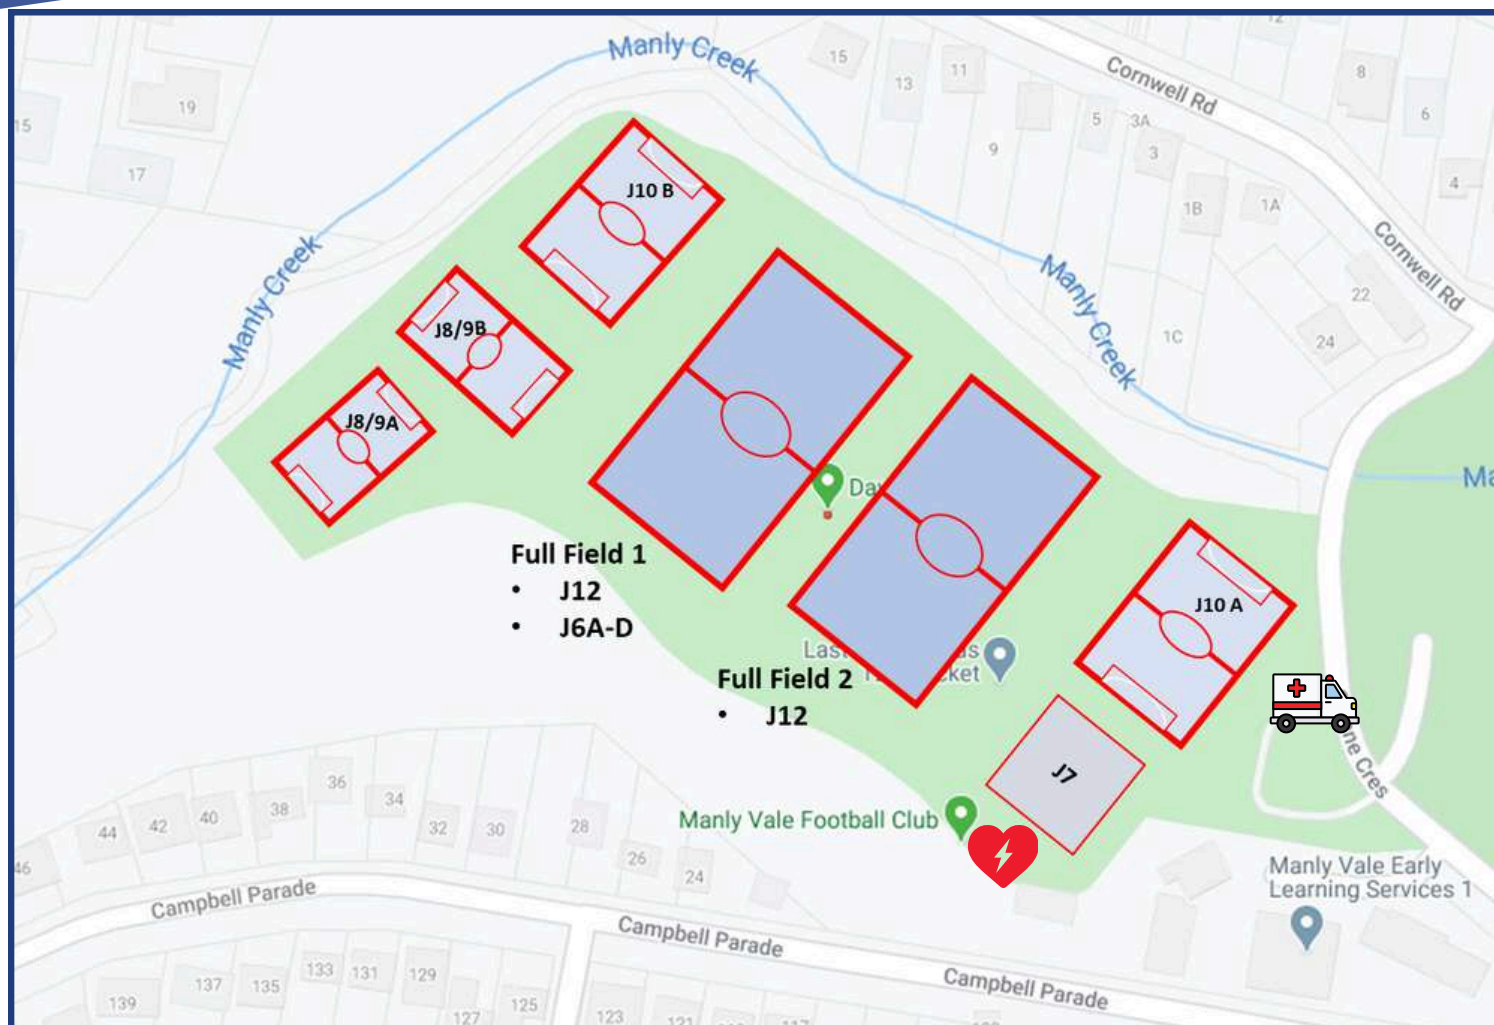 Manly Creek
15
13
11
Cornwell Rd
12
8
6
5
3A
3
9
4
19
15
17
1B
1A
J10 B
Manly Creek
Manly Creek
Cornwell Rd
22
24
1C
J8/9B
J8/9A
Full Field 1
• J12
• J6A-D
Full Field 2
• J12
J10 A
J7
Manly Vale Football Club
Manly Vale Early
Learning Services 1
36
34
38
40
42
44
46
32
30
28
26
24
Campbell Parade
Campbell Parade
Campbell Parade
139
137
135
133
131
129
127
125
123
121
117